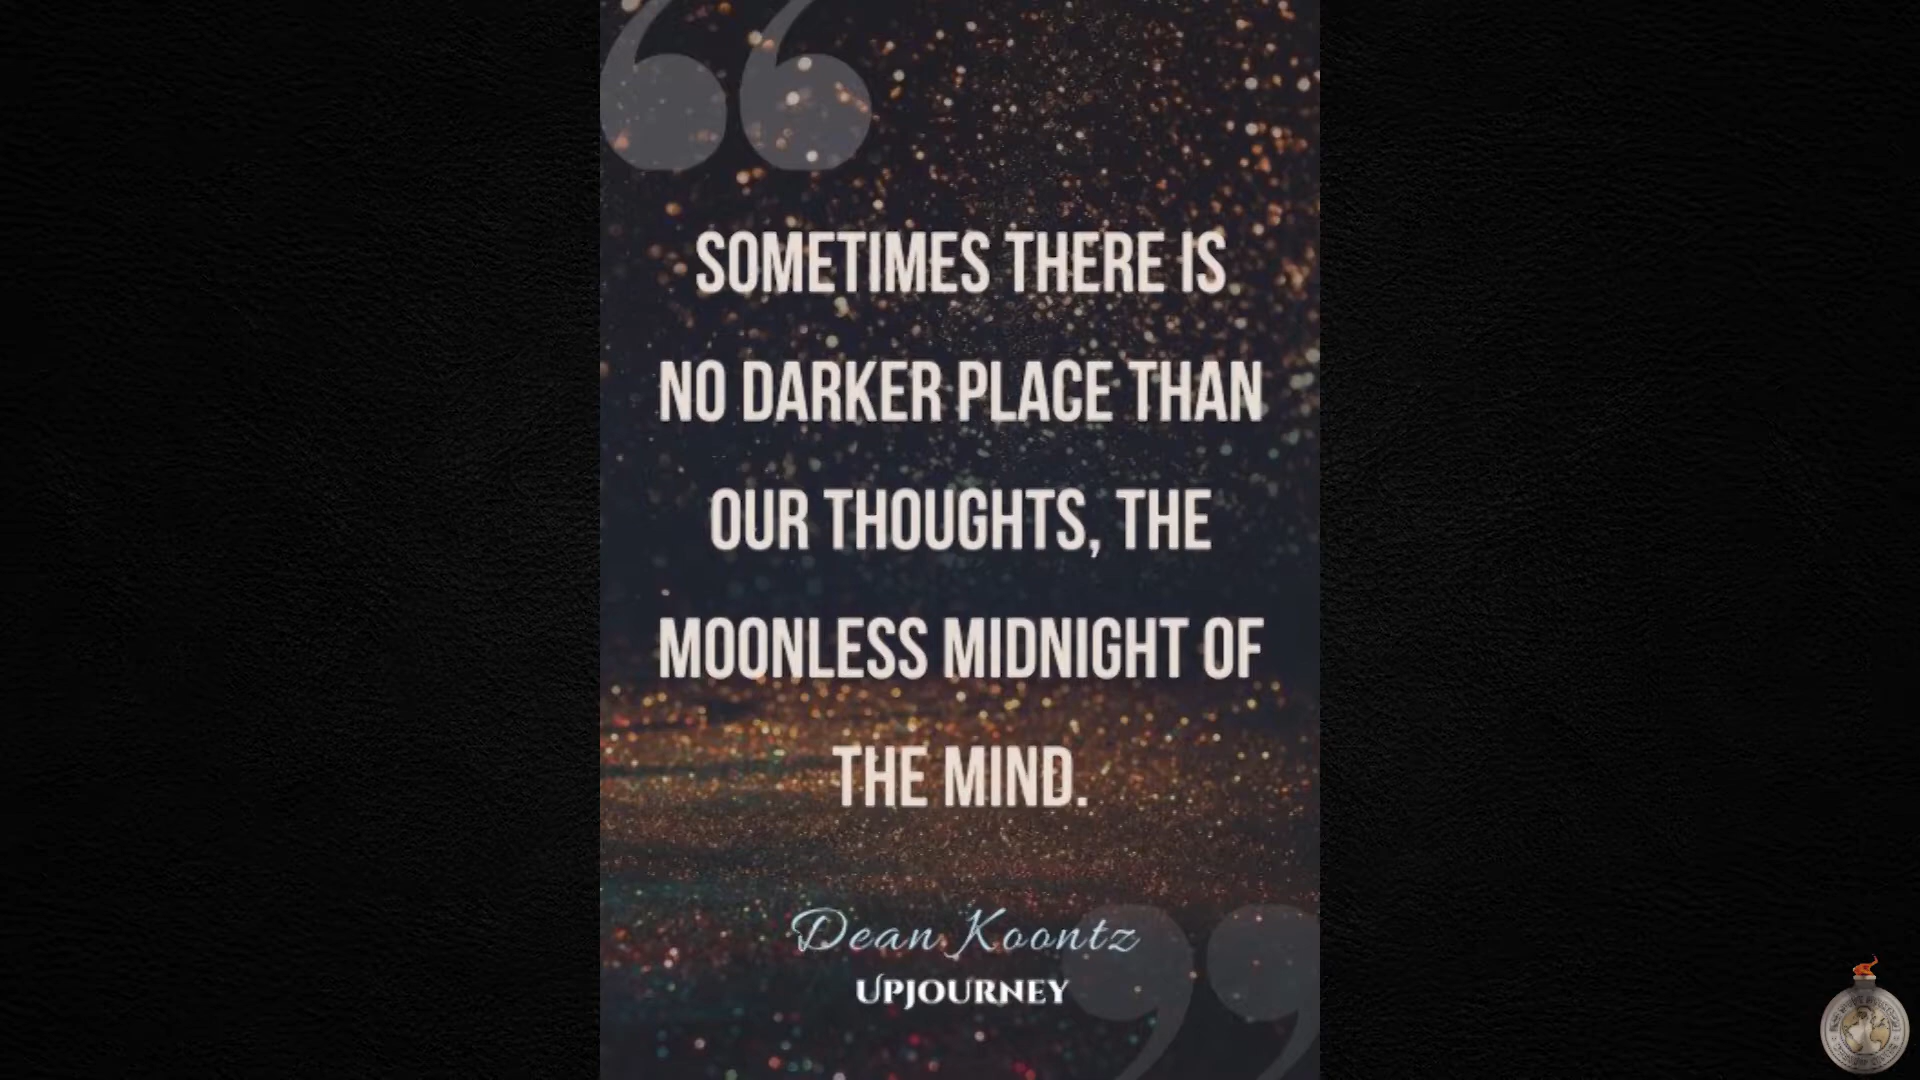 SOMETIMES THERE IS
NO DARKER PLACE THAN
OUR THOUGHTS, THE
MOONLESS MIDNIGHT OF
THE MIND.
Dean Koontz
UPJOURNEY